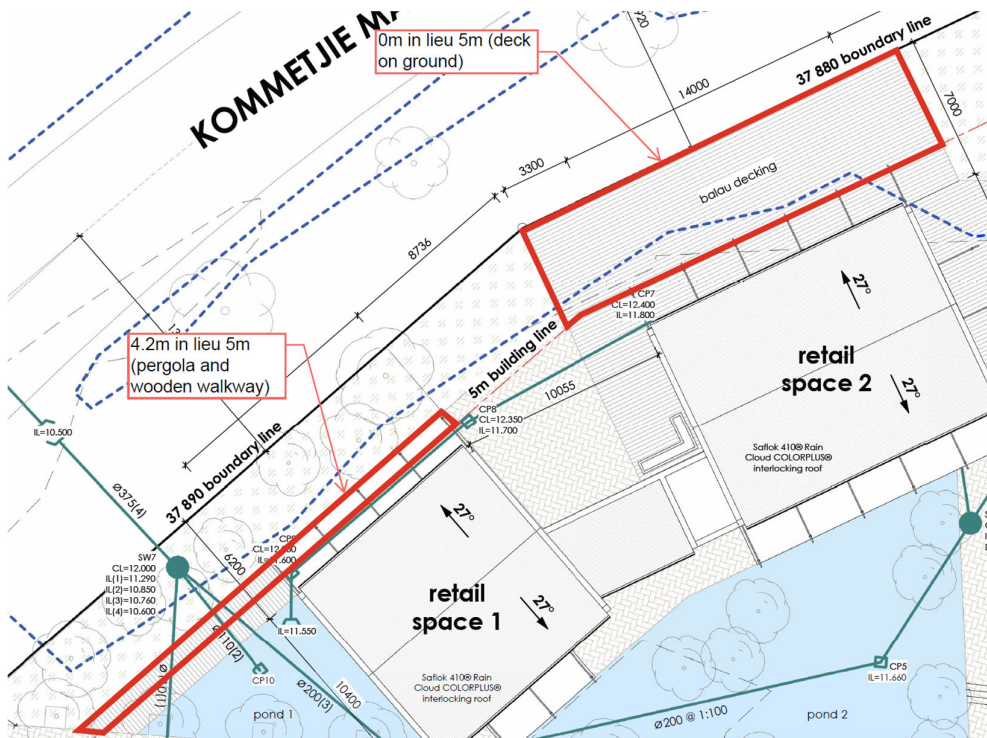 KOMMETJIE MA
0m in lieu 5m (deck
on ground)
920
37 880 boundary line
14000
7000
3300
balau decking
8736
4.2m in lieu 5m
(pergola and
wooden walkway)
CP7
CL=12.400
IL=11.800
27°
5m building line
retail
space 2
10055
27°
CP8
CL=12.350
IL=11.700
IL=10.500
Saflok 410® Rain
Cloud COLORPLUS®
interlocking roof
37 890 boundary line
Ø375(4)
27°
SW7
CL=12.000
IL(1)=11.290
IL(2)=10.850
IL(3)=10.760
IL(4)=10.600
6200
retail
space 1
27°
IL=11.550
Ø110(2)
CP10
Ø200(3)
10400
Saflok 410® Rain
Cloud COLORPLUS®
interlocking roof
CP5
IL=11.660
pond 1
Ø200 @ 1:100
pond 2